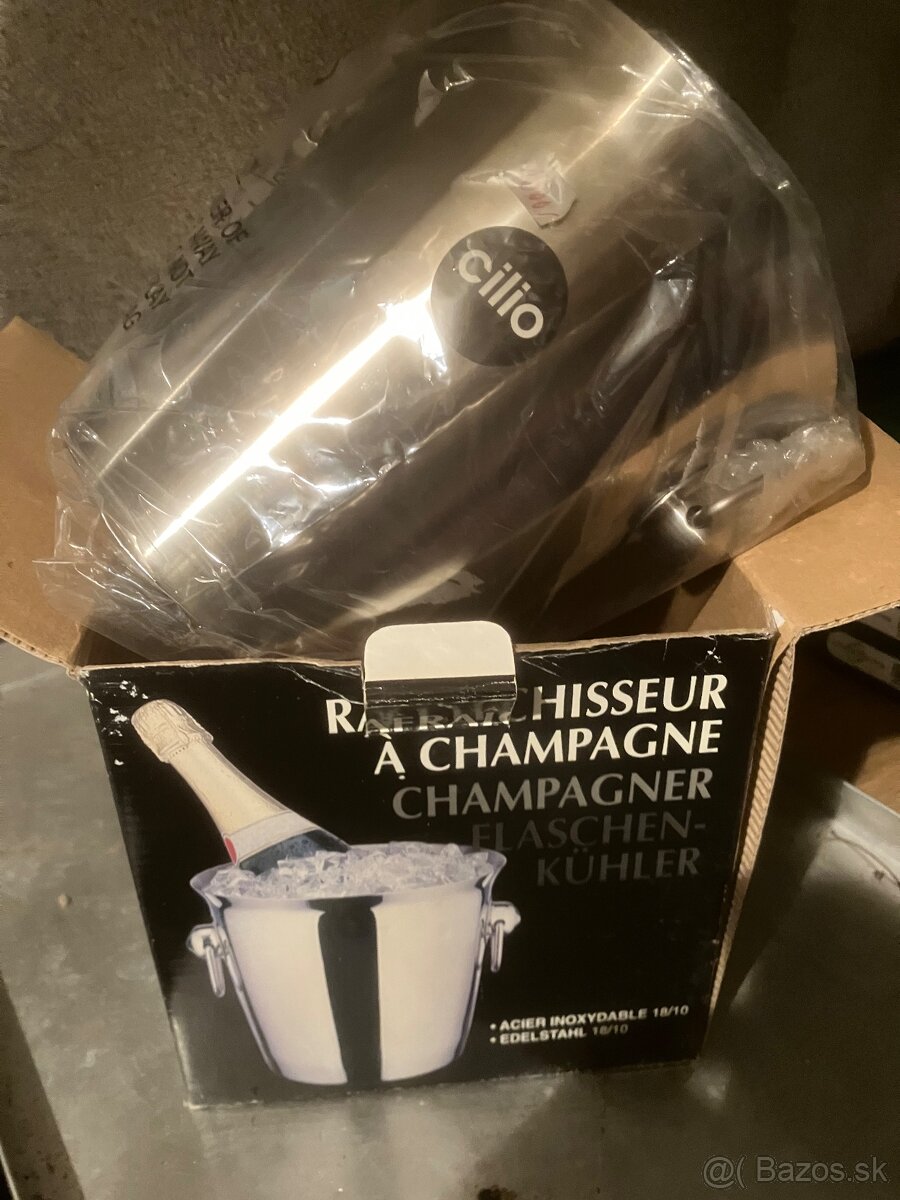 cilio
RAFRAÎCHISSEUR
À CHAMPAGNE
CHAMPAGNER
FLASCHEN-
KÜHLER
• ACIER INOXYDABLE 18/10
• EDELSTAHL 18/10
@( Bazos.sk